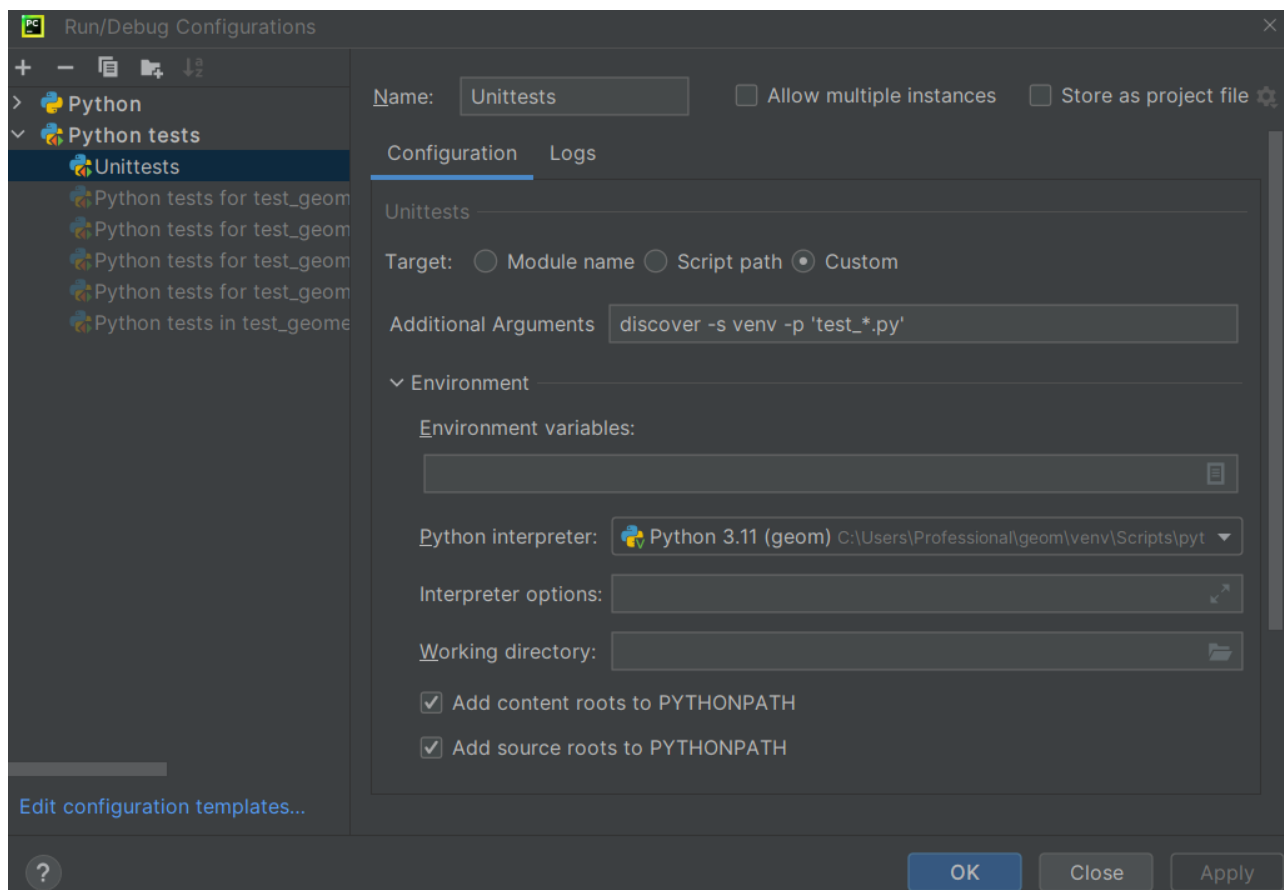 PC Run/Debug Configurations
Python
Python tests
Unittests
Python tests for test_geom
Python tests for test_geom
Python tests for test_geom
Python tests for test_geom
Python tests in test_geome
Edit configuration templates...
?
Name: Unittests Allow multiple instances Store as project file
Configuration Logs
Unittests
Target: Module name Script path Custom
Additional Arguments discover -s venv -p 'test_*.py'
Environment
Environment variables:
Python interpreter: Python 3.11 (geom) C:\Users\Professional\geom\venv\Scripts\pyt
Interpreter options:
Working directory:
Add content roots to PYTHONPATH
Add source roots to PYTHONPATH
OK Close Apply